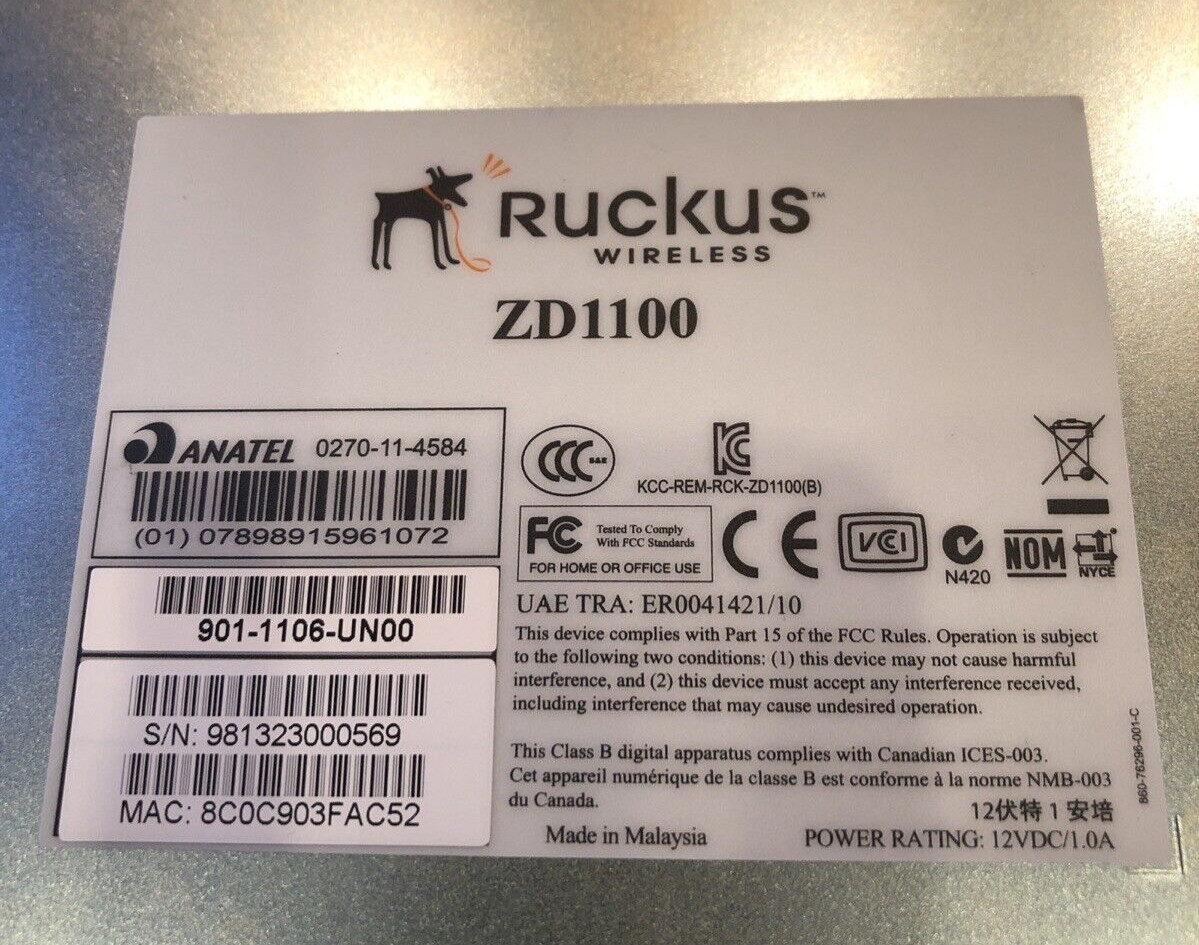 RUCKUS™
WIRELESS
ZD1100
ANATEL 0270-11-4584
(01) 07898915961072
901-1106-UN00
S/N: 981323000569
MAC: 8C0C903FAC52
CCC S&E
KC
KCC-REM-RCK-ZD1100(B)
FC Tested To Comply
With FCC Standards
FOR HOME OR OFFICE USE
CE
VCI
N420
NOM
NYCE
UAE TRA: ER0041421/10
This device complies with Part 15 of the FCC Rules. Operation is subject
to the following two conditions: (1) this device may not cause harmful
interference, and (2) this device must accept any interference received,
including interference that may cause undesired operation.
This Class B digital apparatus complies with Canadian ICES-003.
Cet appareil numérique de la classe B est conforme à la norme NMB-003
du Canada.
12伏特 1 安培
Made in Malaysia
POWER RATING: 12VDC/1.0A
860-76296-001-C